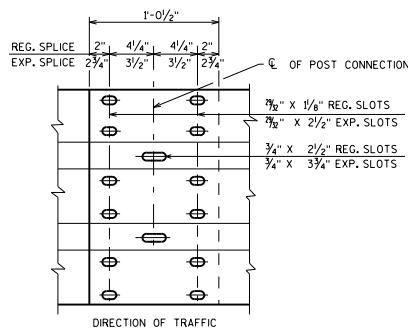 1'-0½"
REG. SPLICE 2" 4¼" 4¼" 2"
EXP. SPLICE 2¾" 3½" 3½" 2¾"
℄ OF POST CONNECTION
29/32" X 1⅛" REG. SLOTS
29/32" X 2½" EXP. SLOTS
¾" X 2½" REG. SLOTS
¾" X 3¾" EXP. SLOTS
DIRECTION OF TRAFFIC